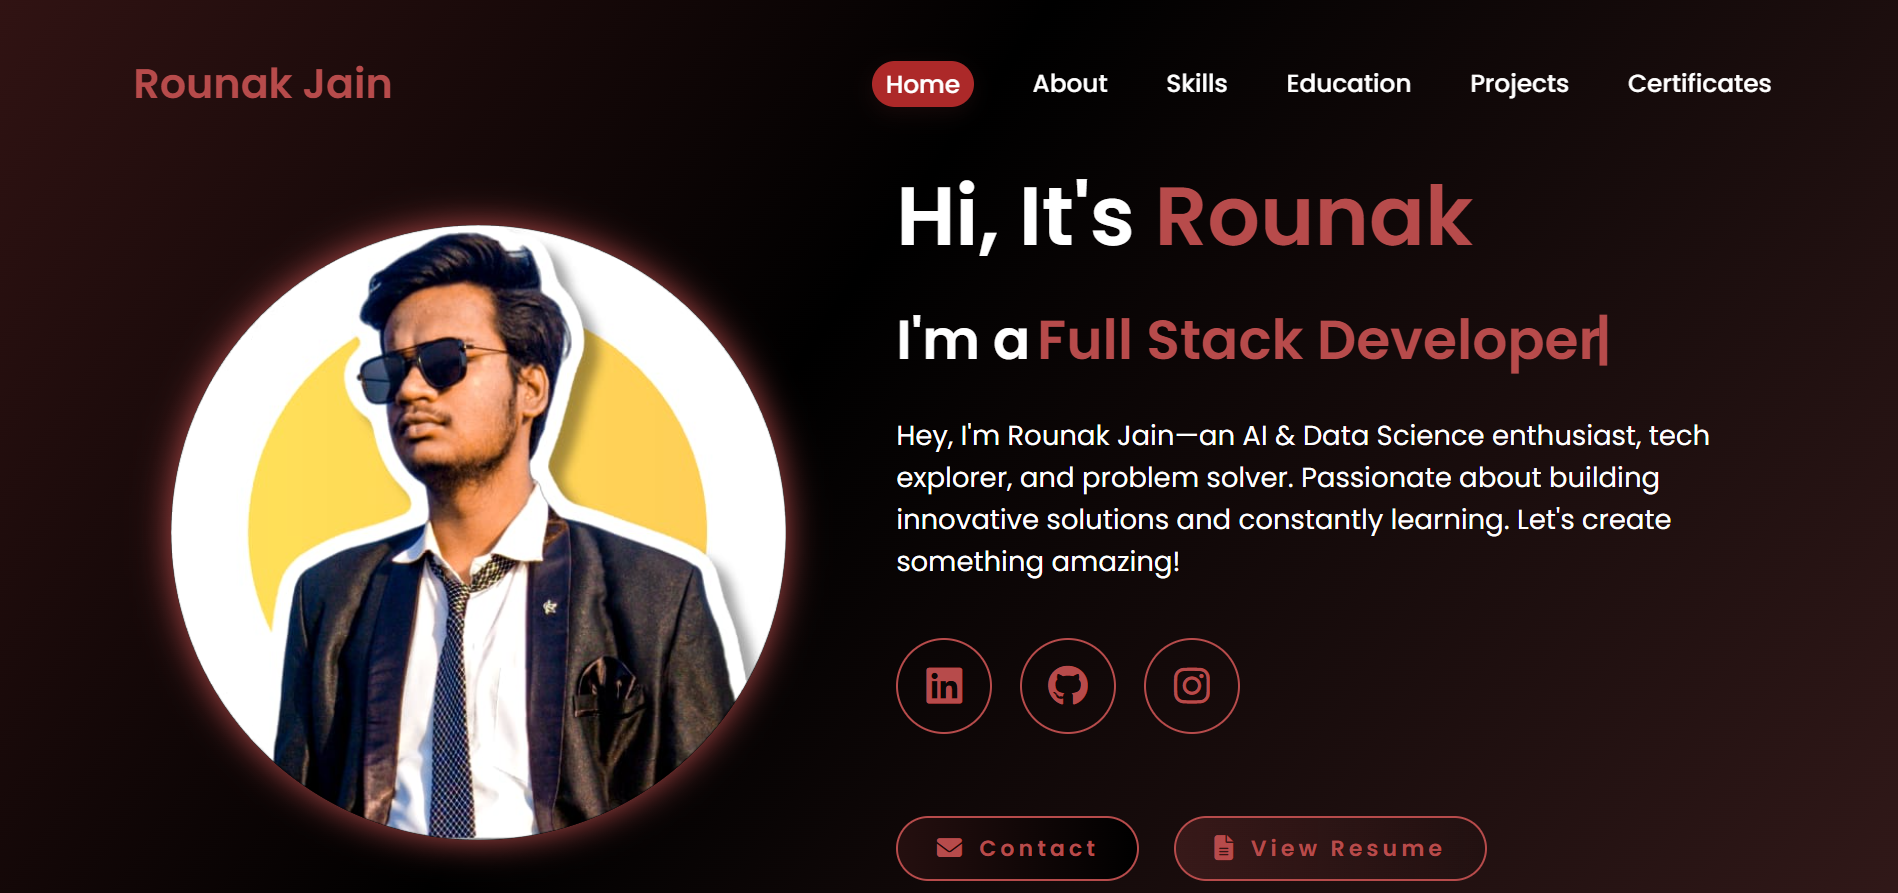 Rounak Jain
Home About Skills Education Projects Certificates
Hi, It's Rounak
I'm a Full Stack Developer
Hey, I'm Rounak Jain—an AI & Data Science enthusiast, tech
explorer, and problem solver. Passionate about building
innovative solutions and constantly learning. Let's create
something amazing!
in
Contact View Resume